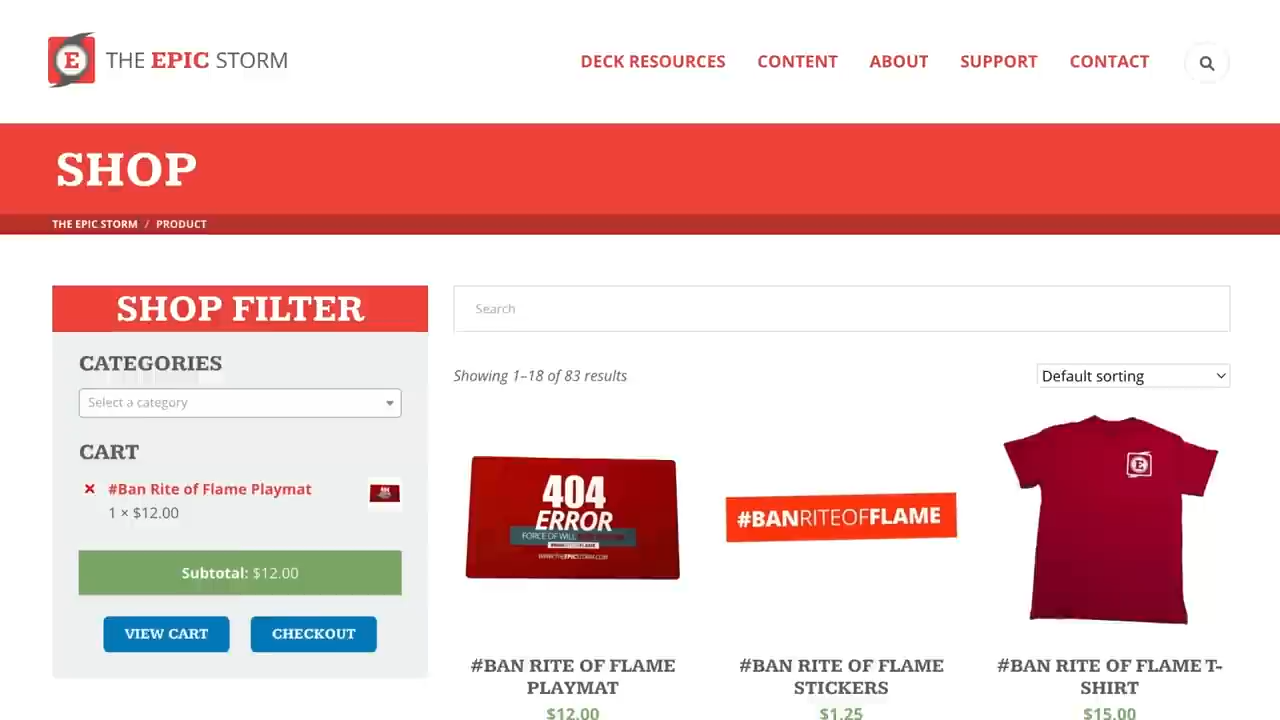 E
THE EPIC STORM
DECK RESOURCES
CONTENT
ABOUT
SUPPORT
CONTACT
SHOP
THE EPIC STORM / PRODUCT
SHOP FILTER
CATEGORIES
Select a category
CART
× #Ban Rite of Flame Playmat
1 × $12.00
Subtotal: $12.00
VIEW CART
CHECKOUT
Search
Showing 1–18 of 83 results
Default sorting
404
ERROR
FORCE OF WILL
WWW.THEEPICSTORM.COM
#BAN RITE OF FLAME
PLAYMAT
$12.00
#BANRITEOFFLAME
#BAN RITE OF FLAME
STICKERS
$1.25
E
#BAN RITE OF FLAME T-
SHIRT
$15.00